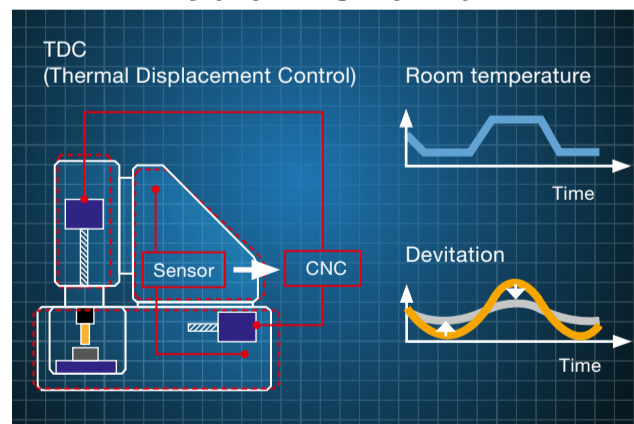 TDC
(Thermal Displacement Control)
Room temperature
Time
Sensor
CNC
Devitation
Time